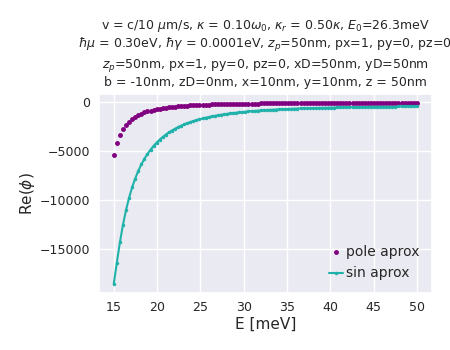 v = c/10 μm/s, κ = 0.10ω₀, κᵣ = 0.50κ, E₀=26.3meV
ħμ = 0.30eV, ħγ = 0.0001eV, zₚ=50nm, px=1, py=0, pz=0
zₚ=50nm, px=1, py=0, pz=0, xD=50nm, yD=50nm
b = -10nm, zD=0nm, x=10nm, y=10nm, z = 50nm
0
−5000
−10000
−15000
Re(ϕ)
pole aprox
sin aprox
15 20 25 30 35 40 45 50
E [meV]